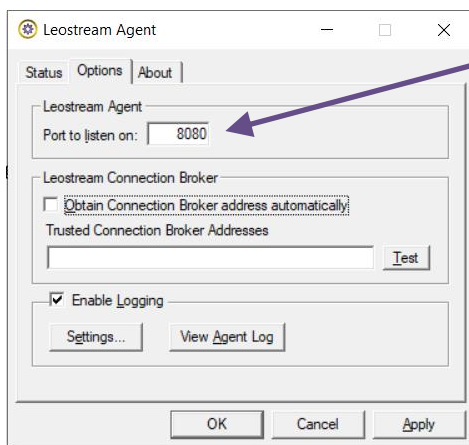 Leostream Agent
Status Options About
Leostream Agent
Port to listen on: 8080
Leostream Connection Broker
Obtain Connection Broker address automatically
Trusted Connection Broker Addresses
Test
Enable Logging
Settings... View Agent Log
OK Cancel Apply